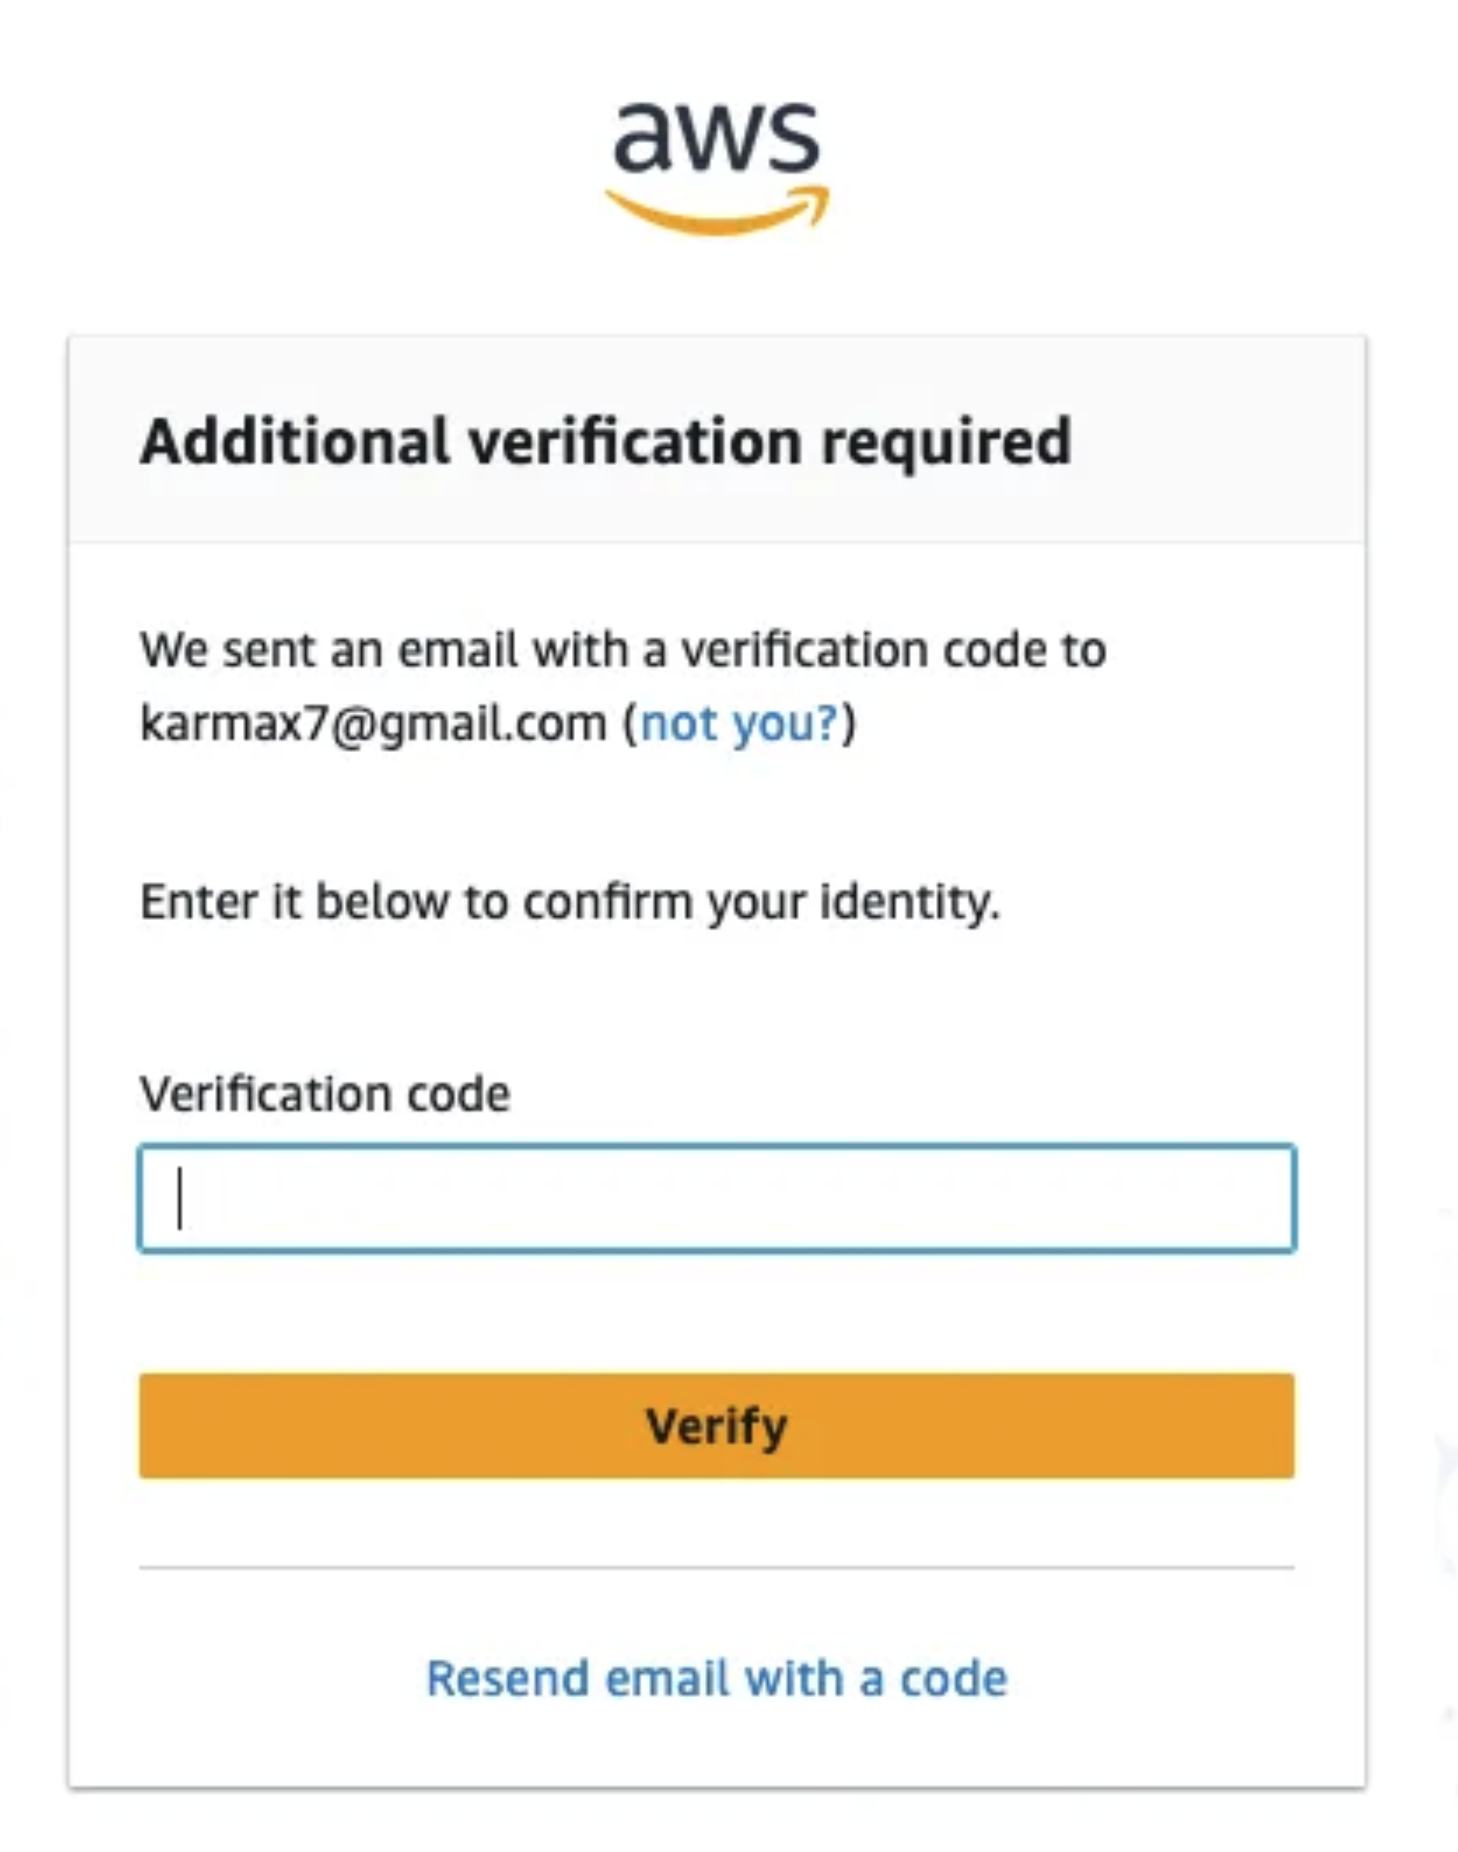 aws
Additional verification required
We sent an email with a verification code to
karmax7@gmail.com (not you?)
Enter it below to confirm your identity.
Verification code
Verify
Resend email with a code